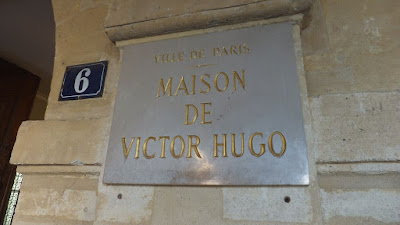 6
VILLE DE PARIS
MAISON
DE
VICTOR HUGO